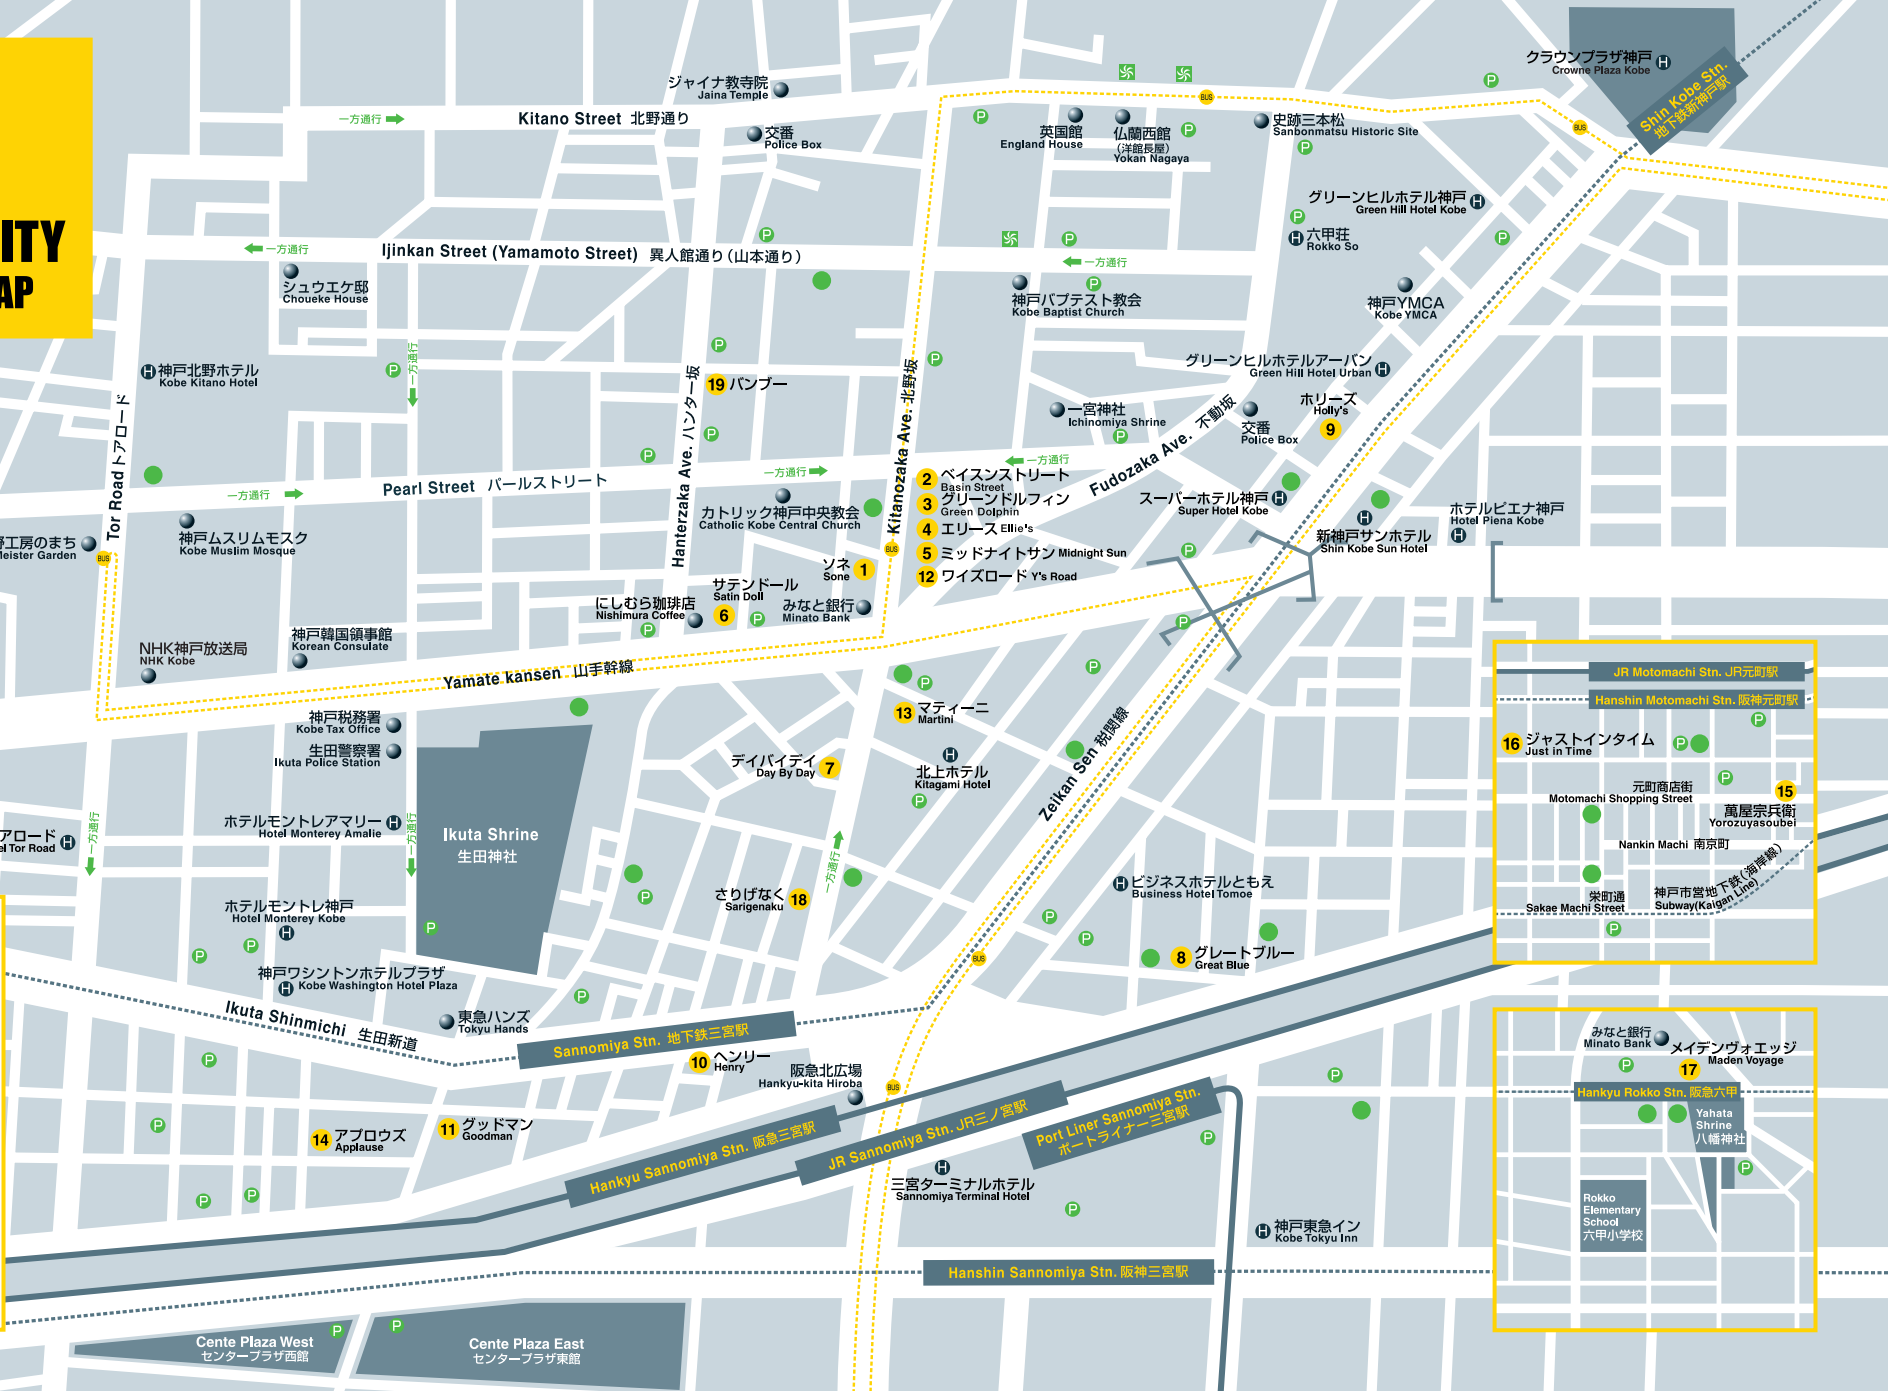 ITY
AP
ジャイナ教寺院
Jaina Temple
クラウンプラザ神戸
Crowne Plaza Kobe
H
Shin Kobe Stn.
地下鉄新神戸駅
一方通行
Kitano Street 北野通り
交番
Police Box
英国館
England House
仏蘭西館
(洋館長屋)
Yokan Nagaya
BUS
史跡三本松
Sanbonmatsu Historic Site
BUS
グリーンヒルホテル神戸
Green Hill Hotel Kobe
H
H 六甲荘
Rokko So
一方通行
Ijinkan Street (Yamamoto Street) 異人館通り(山本通り)
一方通行
シュウエケ邸
Choueke House
神戸バプテスト教会
Kobe Baptist Church
神戸YMCA
Kobe YMCA
H 神戸北野ホテル
Kobe Kitano Hotel
一方通行
19 バンブー
グリーンヒルホテルアーバン
Green Hill Hotel Urban
H
Tor Road トアロード
Hanterzaka Ave. ハンター坂
Kitanozaka Ave. 北野坂
一宮神社
Ichinomiya Shrine
Fudozaka Ave. 不動坂
交番
Police Box
ホリーズ
Holly's
9
一方通行
Pearl Street パールストリート
一方通行
一方通行
2 ベイスンストリート
Basin Street
3 グリーンドルフィン
Green Dolphin
4 エリース Ellie's
5 ミッドナイトサン Midnight Sun
12 ワイズロード Y's Road
スーパーホテル神戸
Super Hotel Kobe
H
H
新神戸サンホテル
Shin Kobe Sun Hotel
ホテルピエナ神戸
Hotel Piena Kobe
H
カトリック神戸中央教会
Catholic Kobe Central Church
神戸ムスリムモスク
Kobe Muslim Mosque
野工房のまち
Meister Garden
BUS
BUS
ソネ
Sone
1
サテンドール
Satin Doll
6
にしむら珈琲店
Nishimura Coffee
みなと銀行
Minato Bank
NHK神戸放送局
NHK Kobe
神戸韓国領事館
Korean Consulate
Yamate kansen 山手幹線
神戸税務署
Kobe Tax Office
生田警察署
Ikuta Police Station
13 マティーニ
Martini
デイバイデイ
Day By Day
7
H
北上ホテル
Kitagami Hotel
Zeikan Sen 税関線
Ikuta Shrine
生田神社
ホテルモントレアマリー
Hotel Monterey Amalie
H
アロード
el Tor Road
H
一方通行
一方通行
一方通行
さりげなく
Sarigenaku
18
H ビジネスホテルともえ
Business Hotel Tomoe
8 グレートブルー
Great Blue
ホテルモントレ神戸
Hotel Monterey Kobe
H
神戸ワシントンホテルプラザ
H Kobe Washington Hotel Plaza
BUS
Ikuta Shinmichi 生田新道
東急ハンズ
Tokyu Hands
Sannomiya Stn. 地下鉄三宮駅
10 ヘンリー
Henry
阪急北広場
Hankyu-kita Hiroba
BUS
14 アプロウズ
Applause
11 グッドマン
Goodman
Hankyu Sannomiya Stn. 阪急三宮駅
JR Sannomiya Stn. JR三ノ宮駅
Port Liner Sannomiya Stn.
ポートライナー三宮駅
H
三宮ターミナルホテル
Sannomiya Terminal Hotel
H 神戸東急イン
Kobe Tokyu Inn
Hanshin Sannomiya Stn. 阪神三宮駅
Cente Plaza West
センタープラザ西館
Cente Plaza East
センタープラザ東館
JR Motomachi Stn. JR元町駅
Hanshin Motomachi Stn. 阪神元町駅
16 ジャストインタイム
Just in Time
元町商店街
Motomachi Shopping Street
15
萬屋宗兵衛
Yorozuyasoubei
Nankin Machi 南京町
栄町通
Sakae Machi Street
神戸市営地下鉄(海岸線)
Subway(Kaigan Line)
みなと銀行
Minato Bank
メイデンヴォエッジ
Maden Voyage
17
Hankyu Rokko Stn. 阪急六甲
Yahata
Shrine
八幡神社
Rokko
Elementary
School
六甲小学校